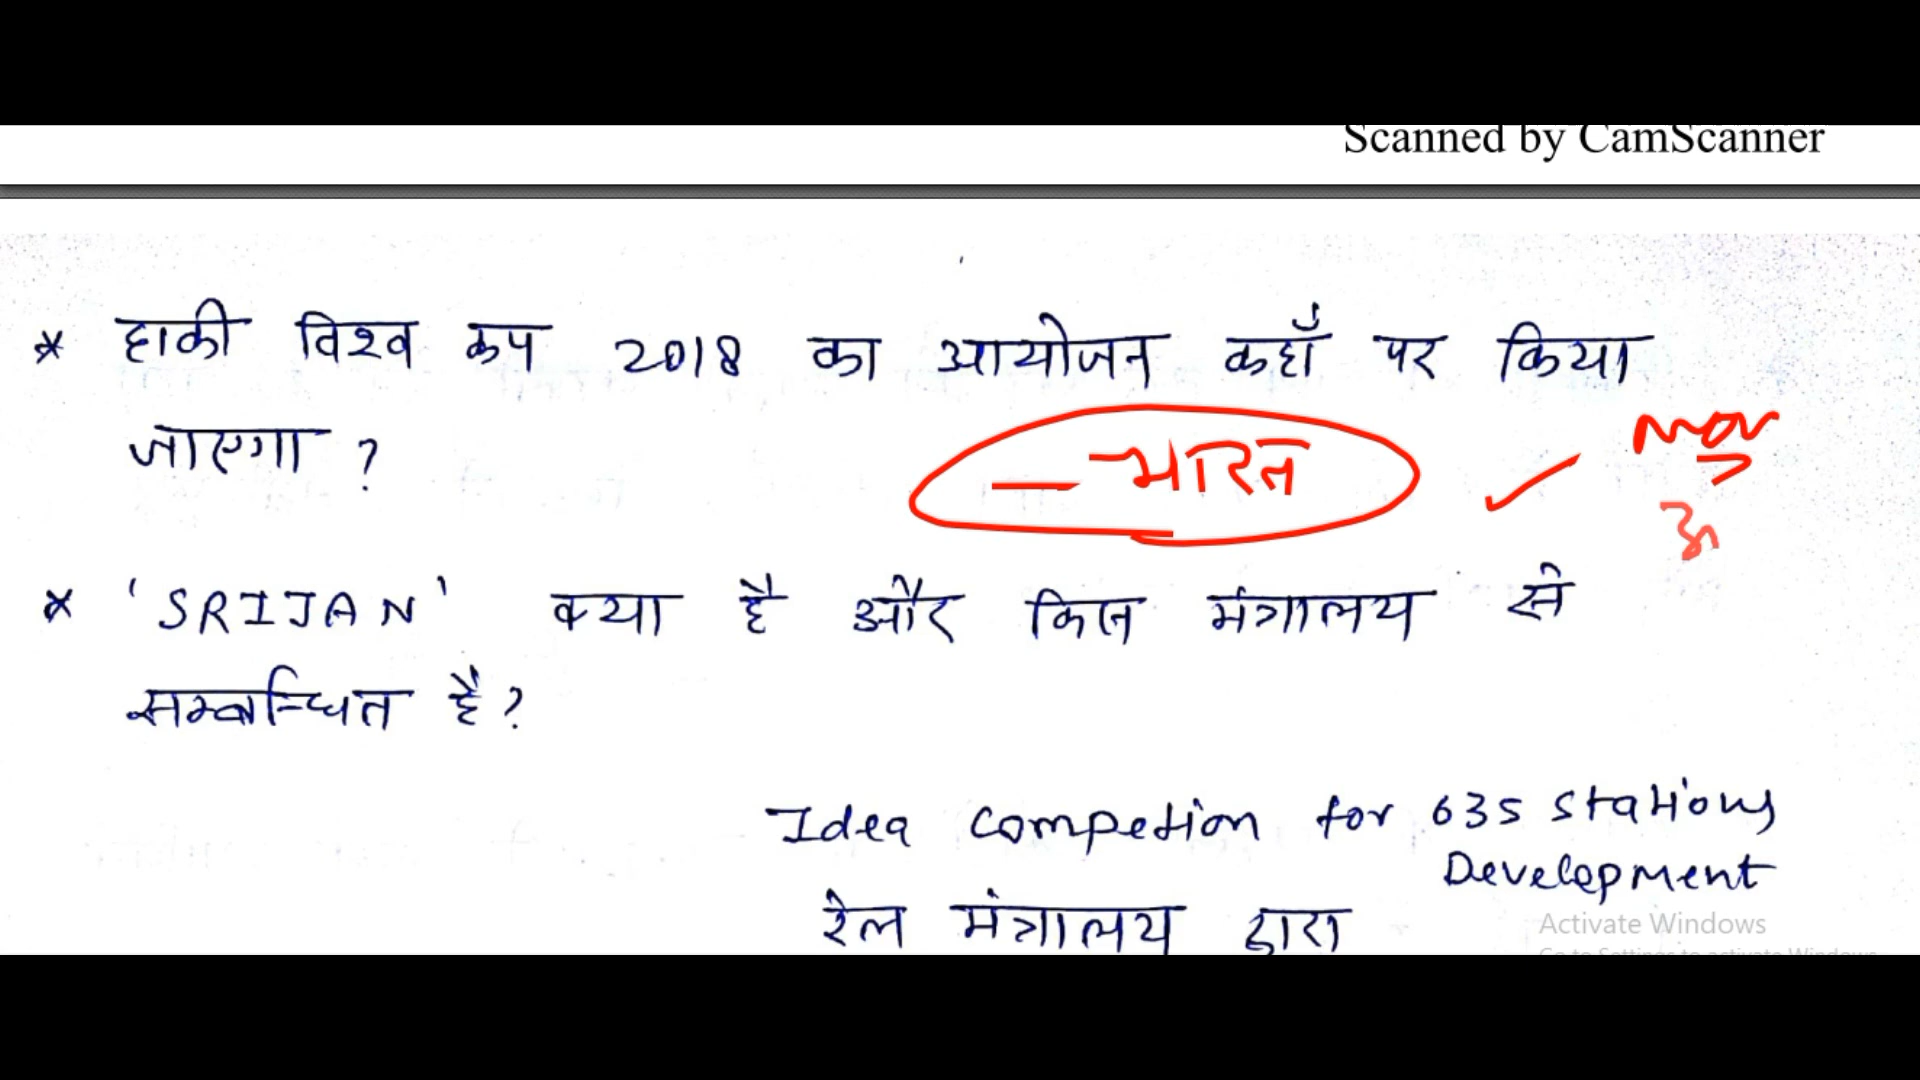 Scanned by CamScanner
* हाकी विश्व कप 2018 का आयोजन कहाँ पर किया
जाएगा ?
— भारत
Nov
* 'SRIJAN' क्या है और किस मंत्रालय से
सम्बन्धित है ?
Idea Competion for 635 Stations
Development
रेल मंत्रालय द्वारा
Activate Windows